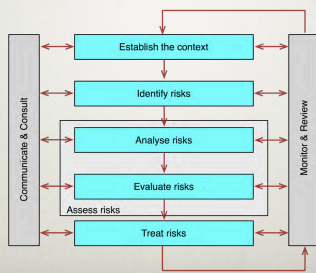 Establish the context
Identify risks
Analyse risks
Evaluate risks
Assess risks
Treat risks
Communicate & Consult
Monitor & Review